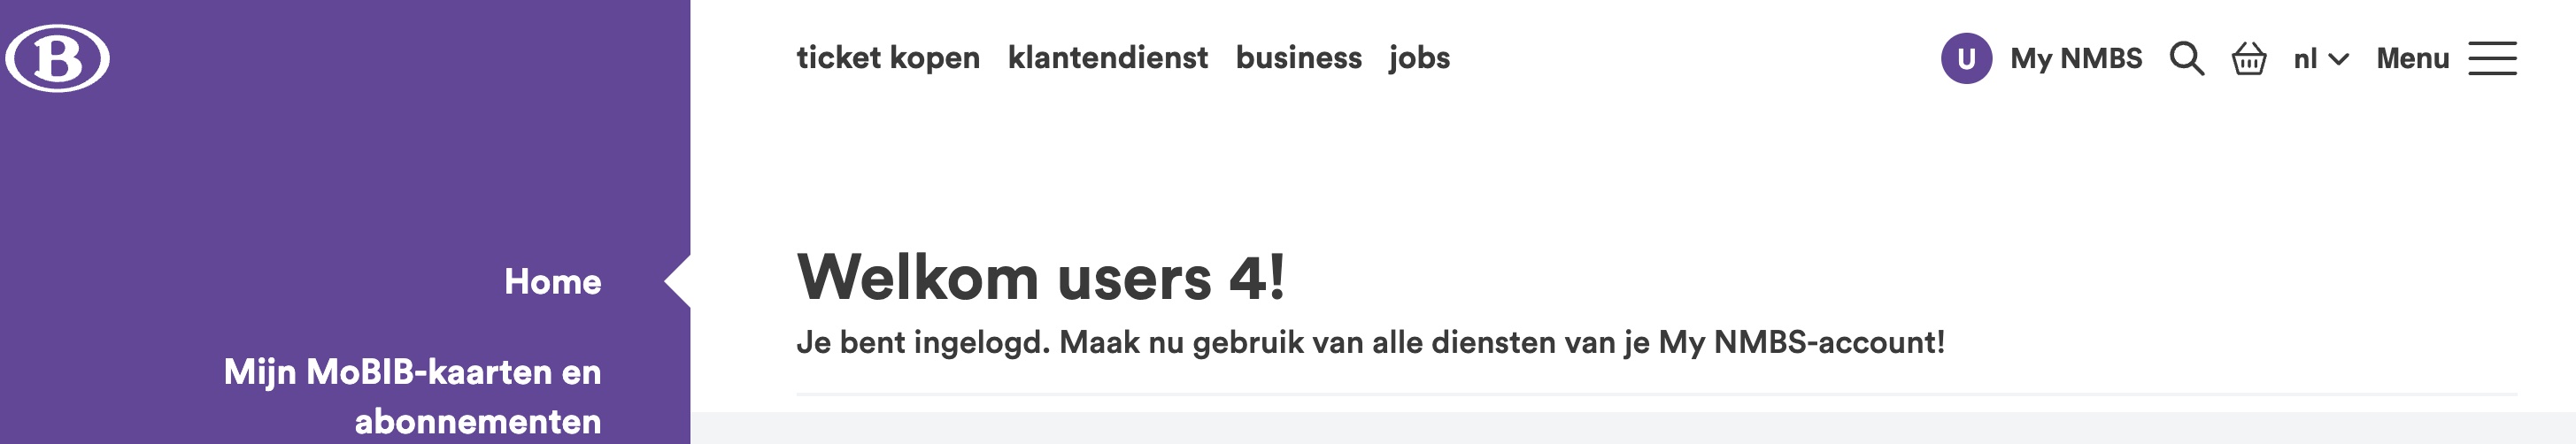 B
ticket kopen klantendienst business jobs
U My NMBS nl Menu
Home
Mijn MoBIB-kaarten en
abonnementen
Welkom users 4!
Je bent ingelogd. Maak nu gebruik van alle diensten van je My NMBS-account!